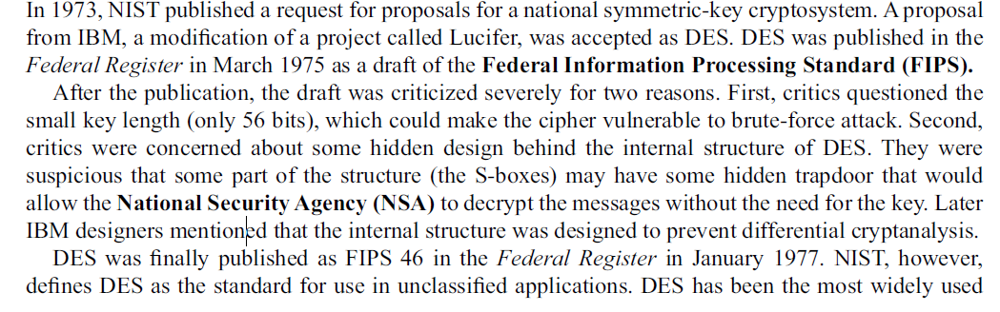 In 1973, NIST published a request for proposals for a national symmetric-key cryptosystem. A proposal
from IBM, a modification of a project called Lucifer, was accepted as DES. DES was published in the
Federal Register in March 1975 as a draft of the Federal Information Processing Standard (FIPS).
After the publication, the draft was criticized severely for two reasons. First, critics questioned the
small key length (only 56 bits), which could make the cipher vulnerable to brute-force attack. Second,
critics were concerned about some hidden design behind the internal structure of DES. They were
suspicious that some part of the structure (the S-boxes) may have some hidden trapdoor that would
allow the National Security Agency (NSA) to decrypt the messages without the need for the key. Later
IBM designers mentioned that the internal structure was designed to prevent differential cryptanalysis.
DES was finally published as FIPS 46 in the Federal Register in January 1977. NIST, however,
defines DES as the standard for use in unclassified applications. DES has been the most widely used